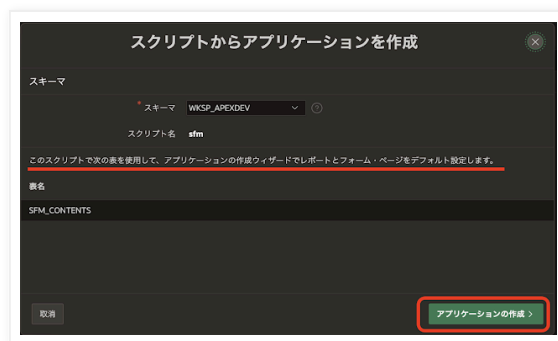 スクリプトからアプリケーションを作成
スキーマ
* スキーマ WKSP_APEXDEV
スクリプト名 sfm
このスクリプトで次の表を使用して、アプリケーションの作成ウィザードでレポートとフォーム・ページをデフォルト設定します。
表名
SFM_CONTENTS
取消 アプリケーションの作成